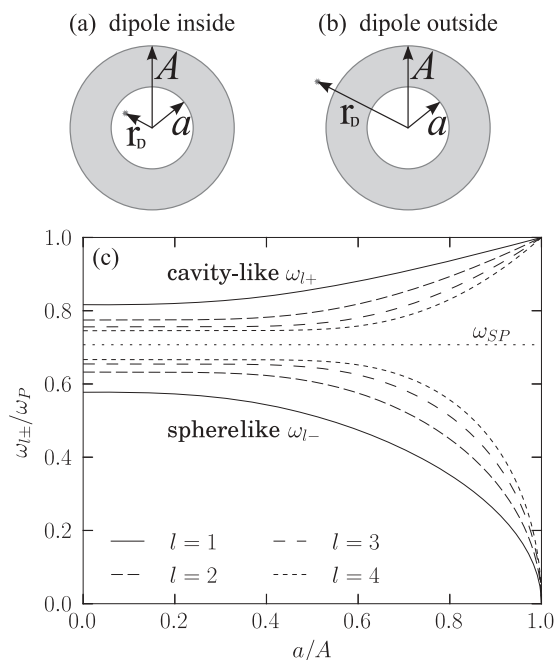 (a) dipole inside
(b) dipole outside
A
a
r_D
A
a
r_D
(c)
cavity-like ω_{l+}
ω_{SP}
spherelike ω_{l−}
l = 1
l = 3
l = 2
l = 4
1.0
0.8
0.6
0.4
0.2
0.0
ω_{l±}/ω_P
0.0 0.2 0.4 0.6 0.8 1.0
a/A